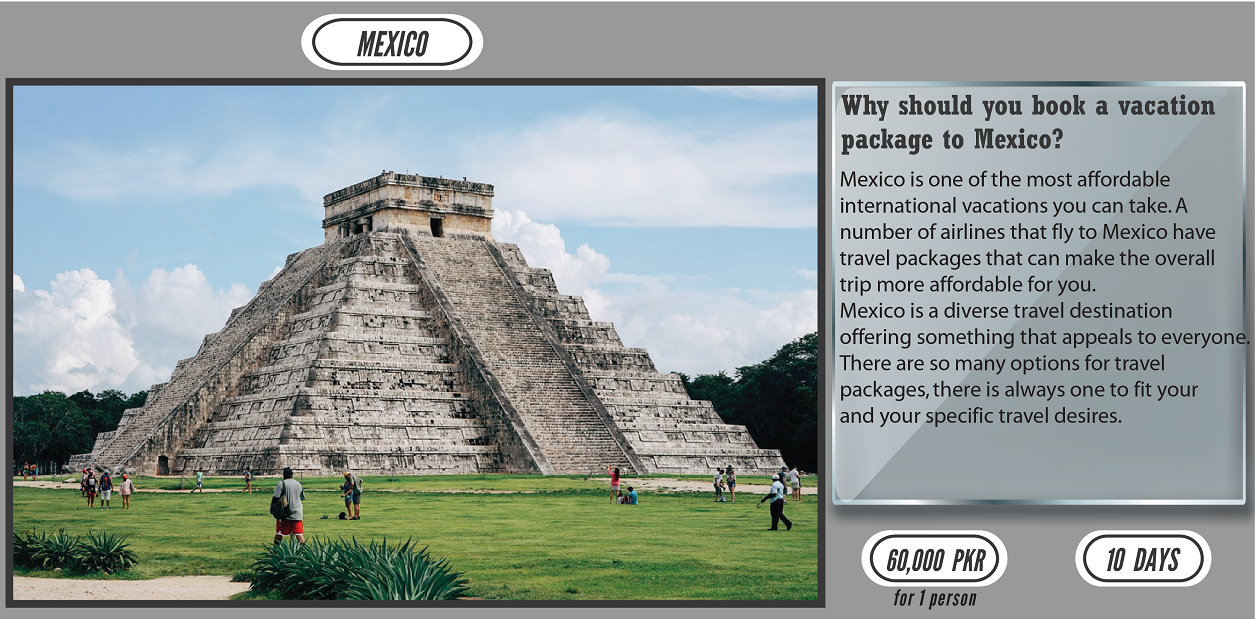 MEXICO
Why should you book a vacation
package to Mexico?
Mexico is one of the most affordable
international vacations you can take. A
number of airlines that fly to Mexico have
travel packages that can make the overall
trip more affordable for you.
Mexico is a diverse travel destination
offering something that appeals to everyone.
There are so many options for travel
packages, there is always one to fit your
and your specific travel desires.
60,000 PKR
for 1 person
10 DAYS